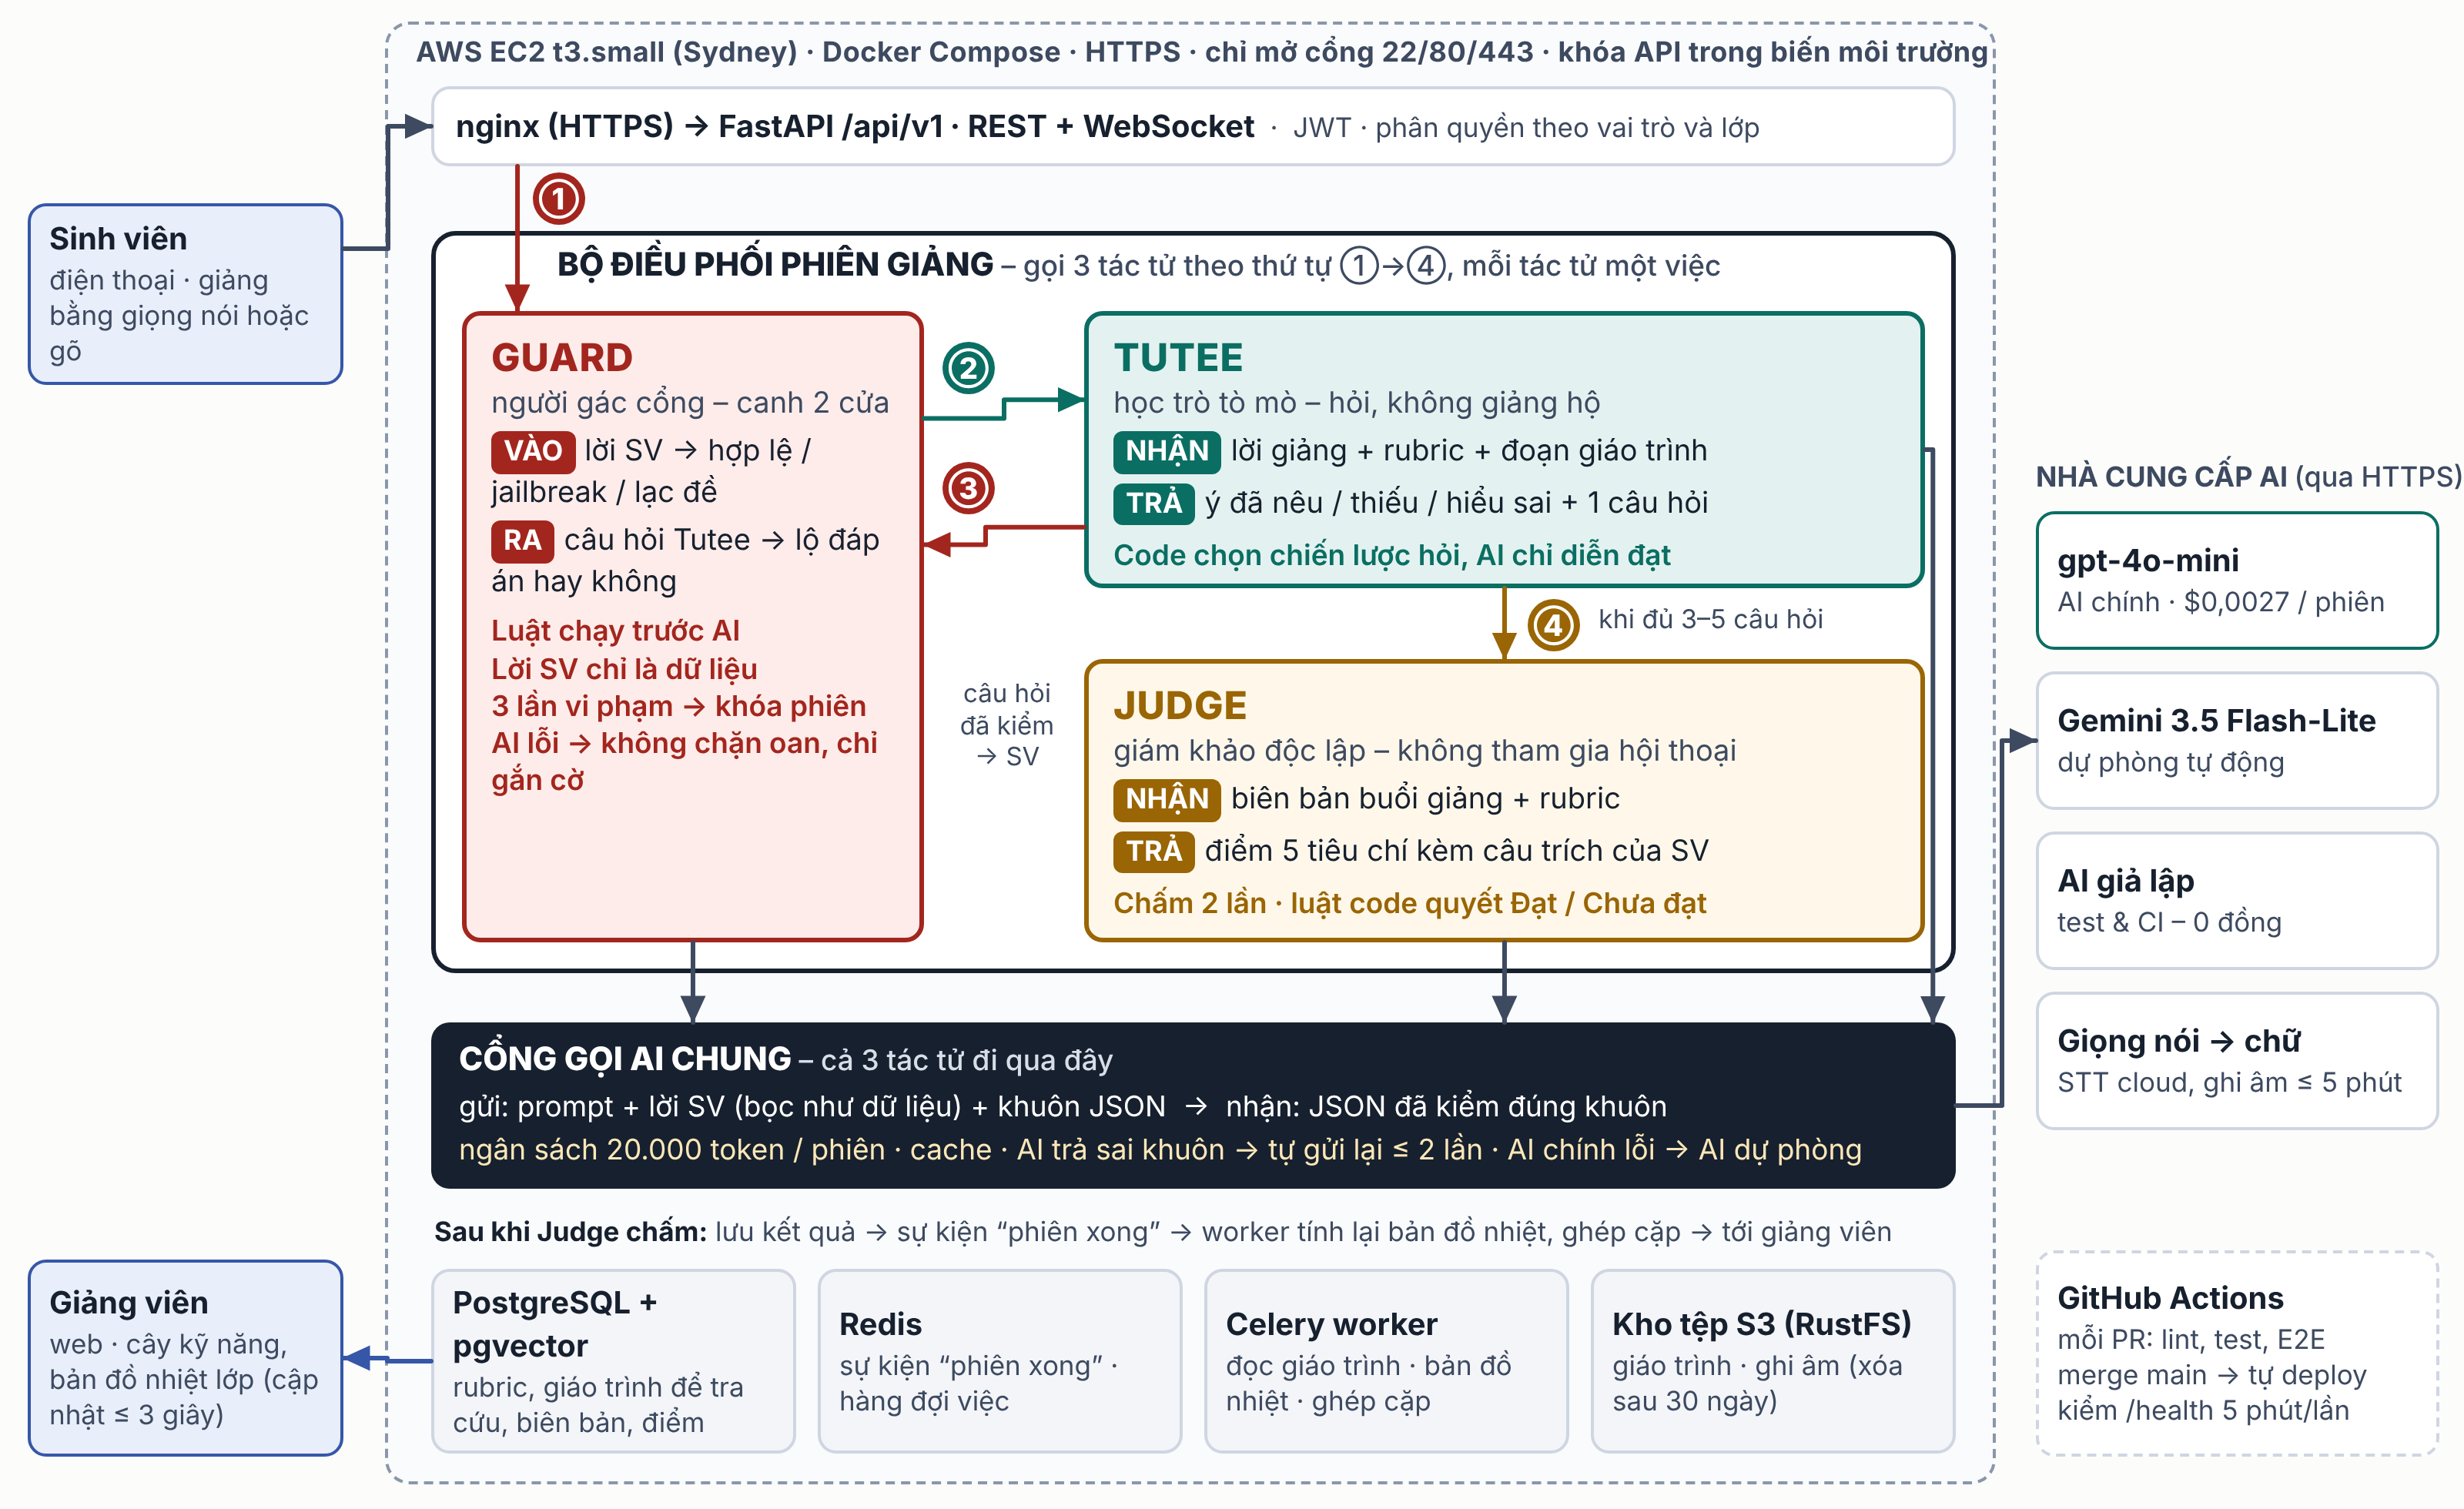 AWS EC2 t3.small (Sydney) · Docker Compose · HTTPS · chỉ mở cổng 22/80/443 · khóa API trong biến môi trường
nginx (HTTPS) → FastAPI /api/v1 · REST + WebSocket · JWT · phân quyền theo vai trò và lớp
①
Sinh viên
điện thoại · giảng
bằng giọng nói hoặc
gõ
BỘ ĐIỀU PHỐI PHIÊN GIẢNG – gọi 3 tác tử theo thứ tự ①→④, mỗi tác tử một việc
GUARD
người gác cổng – canh 2 cửa
VÀO lời SV → hợp lệ /
jailbreak / lạc đề
RA câu hỏi Tutee → lộ đáp
án hay không
Luật chạy trước AI
Lời SV chỉ là dữ liệu
3 lần vi phạm → khóa phiên
AI lỗi → không chặn oan, chỉ
gắn cờ
②
③
TUTEE
học trò tò mò – hỏi, không giảng hộ
NHẬN lời giảng + rubric + đoạn giáo trình
TRẢ ý đã nêu / thiếu / hiểu sai + 1 câu hỏi
Code chọn chiến lược hỏi, AI chỉ diễn đạt
④ khi đủ 3–5 câu hỏi
câu hỏi
đã kiểm
→ SV
JUDGE
giám khảo độc lập – không tham gia hội thoại
NHẬN biên bản buổi giảng + rubric
TRẢ điểm 5 tiêu chí kèm câu trích của SV
Chấm 2 lần · luật code quyết Đạt / Chưa đạt
NHÀ CUNG CẤP AI (qua HTTPS)
gpt-4o-mini
AI chính · $0,0027 / phiên
Gemini 3.5 Flash-Lite
dự phòng tự động
AI giả lập
test & CI – 0 đồng
Giọng nói → chữ
STT cloud, ghi âm ≤ 5 phút
CỔNG GỌI AI CHUNG – cả 3 tác tử đi qua đây
gửi: prompt + lời SV (bọc như dữ liệu) + khuôn JSON → nhận: JSON đã kiểm đúng khuôn
ngân sách 20.000 token / phiên · cache · AI trả sai khuôn → tự gửi lại ≤ 2 lần · AI chính lỗi → AI dự phòng
Sau khi Judge chấm: lưu kết quả → sự kiện “phiên xong” → worker tính lại bản đồ nhiệt, ghép cặp → tới giảng viên
Giảng viên
web · cây kỹ năng,
bản đồ nhiệt lớp (cập
nhật ≤ 3 giây)
PostgreSQL +
pgvector
rubric, giáo trình để tra
cứu, biên bản, điểm
Redis
sự kiện “phiên xong” ·
hàng đợi việc
Celery worker
đọc giáo trình · bản đồ
nhiệt · ghép cặp
Kho tệp S3 (RustFS)
giáo trình · ghi âm (xóa
sau 30 ngày)
GitHub Actions
mỗi PR: lint, test, E2E
merge main → tự deploy
kiểm /health 5 phút/lần